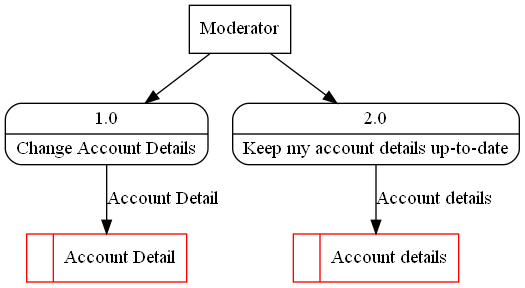 Moderator
1.0
Change Account Details
2.0
Keep my account details up-to-date
Account Detail
Account details
Account Detail
Account details